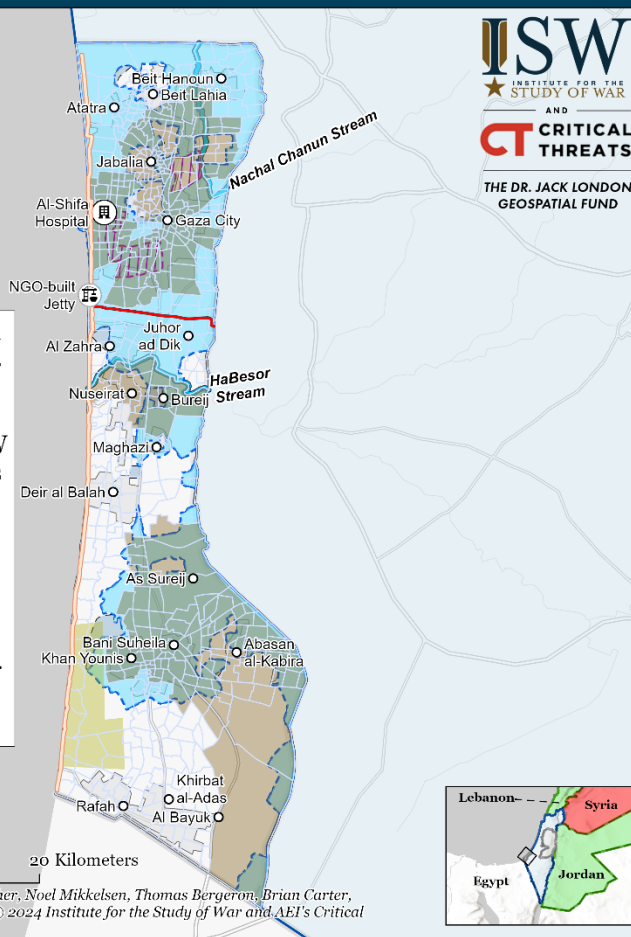 ISW
INSTITUTE FOR THE
STUDY OF WAR
AND
CT CRITICAL
THREATS
THE DR. JACK LONDON
GEOSPATIAL FUND
Beit Hanoun
Beit Lahia
Atatra
Nachal Chanun Stream
Jabalia
Al-Shifa
Hospital
Gaza City
NGO-built
Jetty
Juhor
ad Dik
Al Zahra
HaBesor
Stream
Nuseirat
Bureij
Maghazi
Deir al Balah
As Sureij
Bani Suheila
Abasan
al-Kabira
Khan Younis
Khirbat
al-Adas
Rafah
Al Bayuk
Lebanon
Syria
Egypt
Jordan
20 Kilometers
Noel Mikkelsen, Thomas Bergeron, Brian Carter,
2024 Institute for the Study of War and AEI's Critical